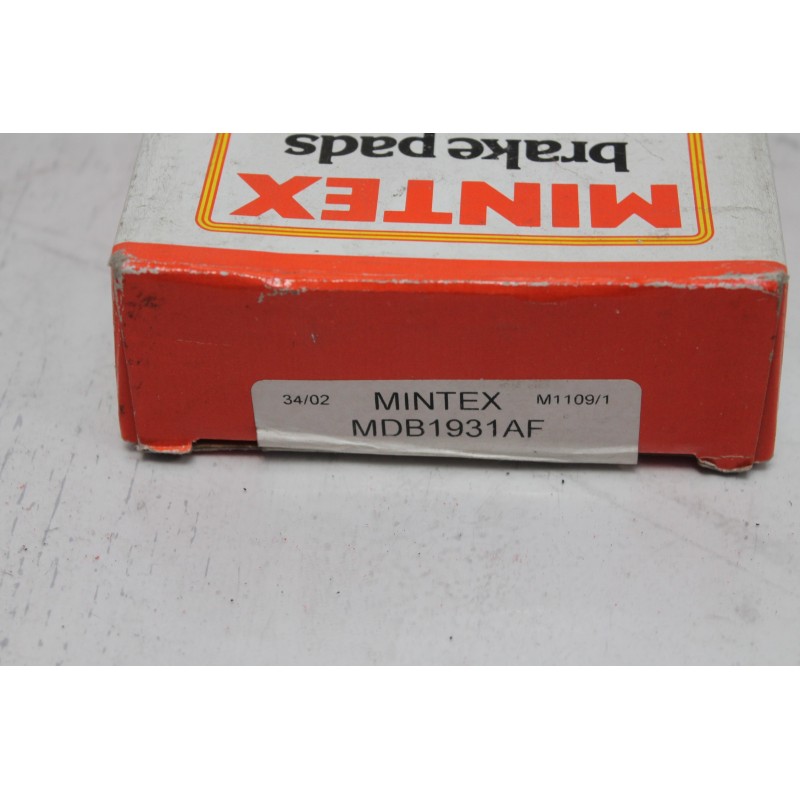 MINTEX
brake pads
34/02 MINTEX M1109/1
MDB1931AF